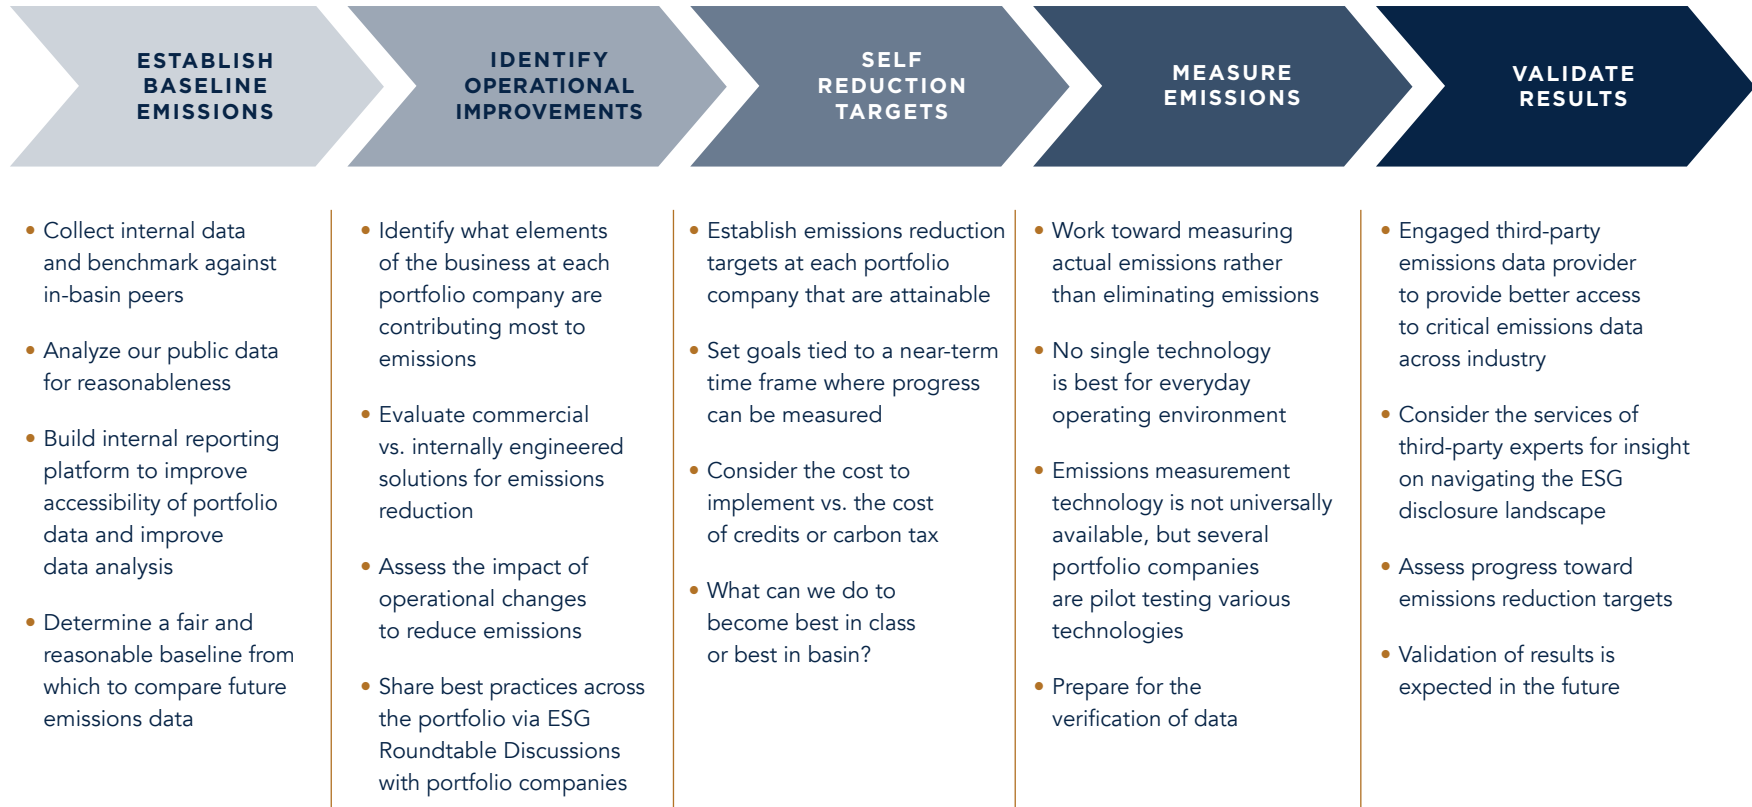 ESTABLISH
BASELINE
EMISSIONS
IDENTIFY
OPERATIONAL
IMPROVEMENTS
SELF
REDUCTION
TARGETS
MEASURE
EMISSIONS
VALIDATE
RESULTS
• Collect internal data
and benchmark against
in-basin peers
• Analyze our public data
for reasonableness
• Build internal reporting
platform to improve
accessibility of portfolio
data and improve
data analysis
• Determine a fair and
reasonable baseline from
which to compare future
emissions data
• Identify what elements
of the business at each
portfolio company are
contributing most to
emissions
• Evaluate commercial
vs. internally engineered
solutions for emissions
reduction
• Assess the impact of
operational changes
to reduce emissions
• Share best practices across
the portfolio via ESG
Roundtable Discussions
with portfolio companies
• Establish emissions reduction
targets at each portfolio
company that are attainable
• Set goals tied to a near-term
time frame where progress
can be measured
• Consider the cost to
implement vs. the cost
of credits or carbon tax
• What can we do to
become best in class
or best in basin?
• Work toward measuring
actual emissions rather
than eliminating emissions
• No single technology
is best for everyday
operating environment
• Emissions measurement
technology is not universally
available, but several
portfolio companies
are pilot testing various
technologies
• Prepare for the
verification of data
• Engaged third-party
emissions data provider
to provide better access
to critical emissions data
across industry
• Consider the services of
third-party experts for insight
on navigating the ESG
disclosure landscape
• Assess progress toward
emissions reduction targets
• Validation of results is
expected in the future